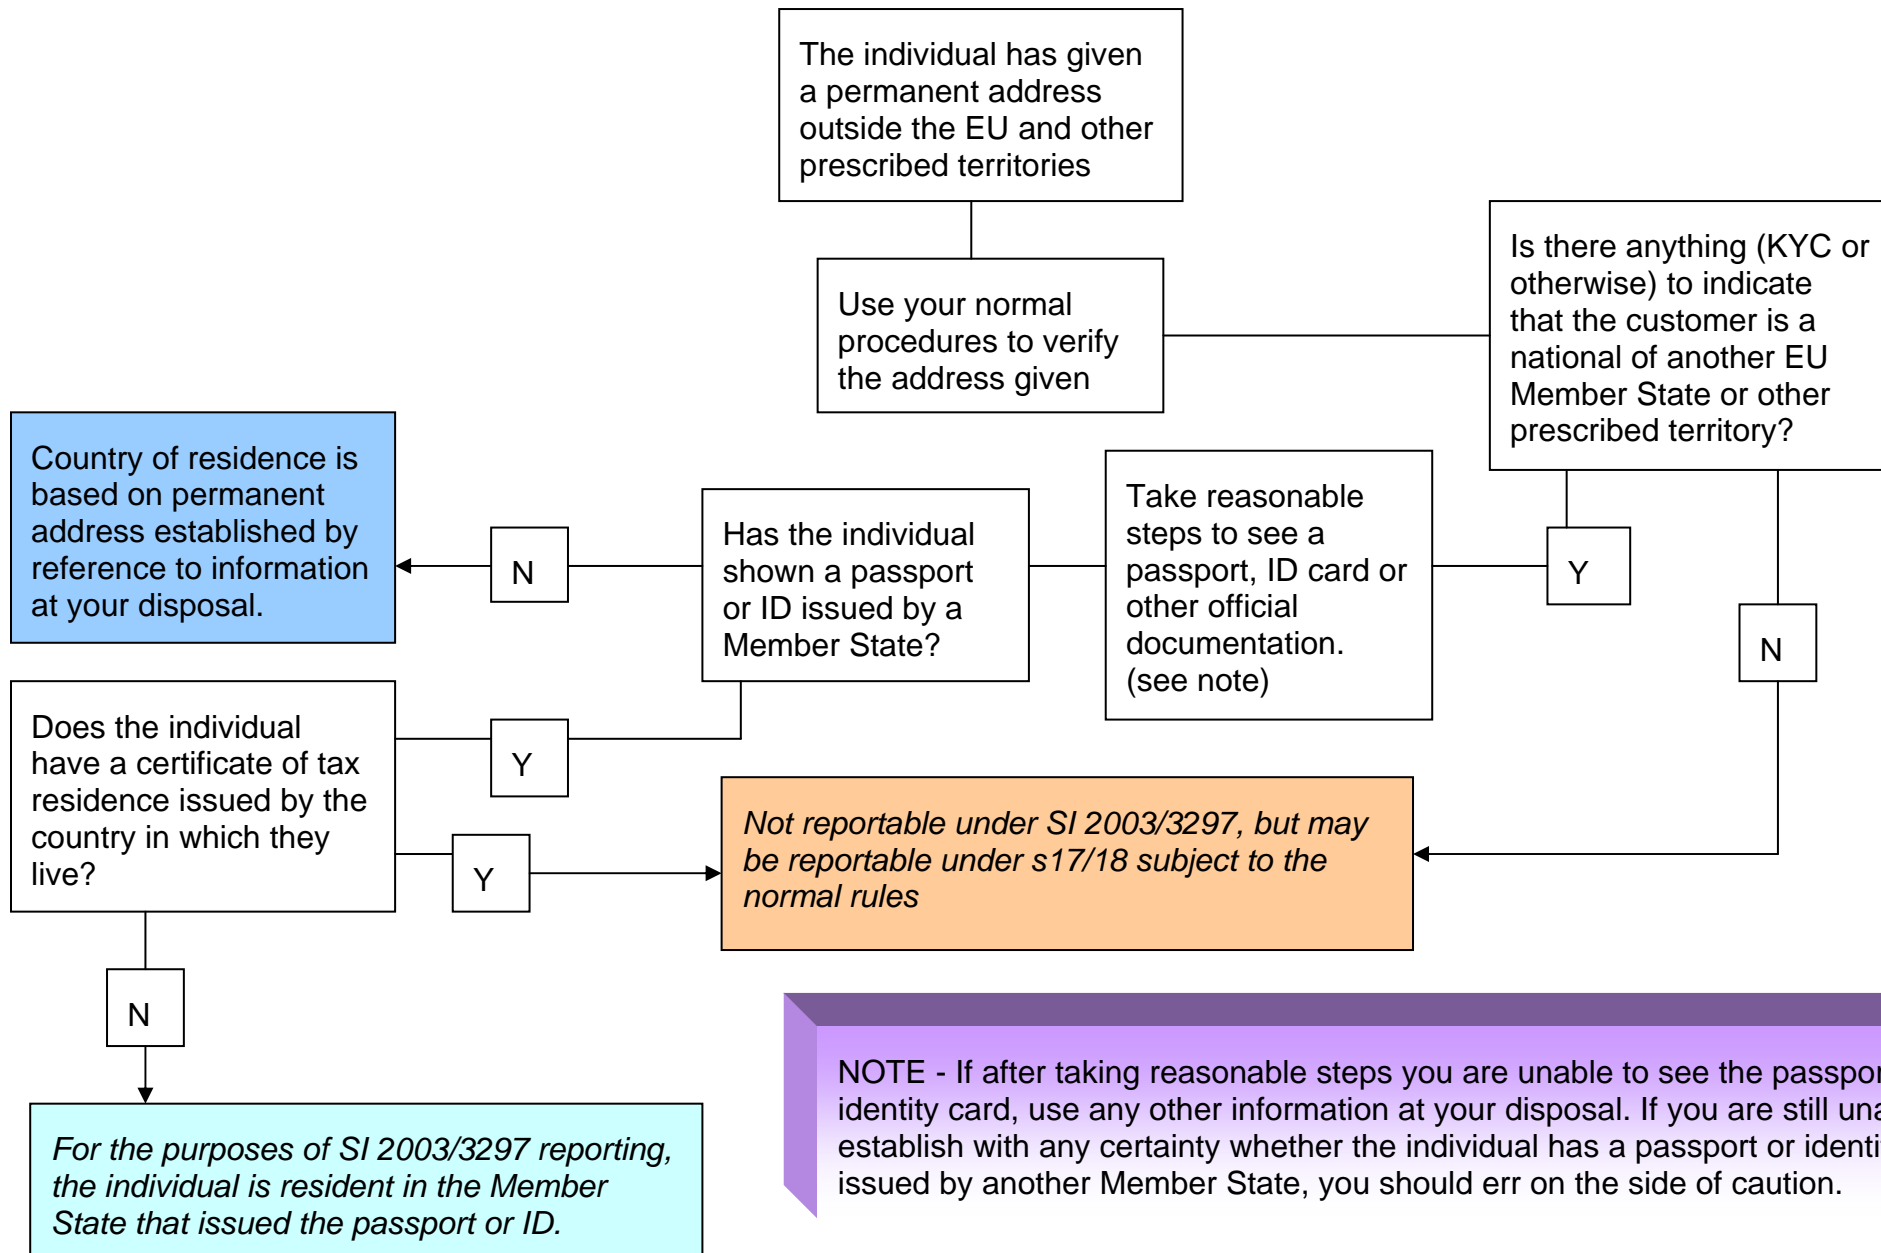 The individual has given
a permanent address
outside the EU and other
prescribed territories
Use your normal
procedures to verify
the address given
Is there anything (KYC or
otherwise) to indicate
that the customer is a
national of another EU
Member State or other
prescribed territory?
Y
N
Take reasonable
steps to see a
passport, ID card or
other official
documentation.
(see note)
Has the individual
shown a passport
or ID issued by a
Member State?
N
Country of residence is
based on permanent
address established by
reference to information
at your disposal.
Y
Does the individual
have a certificate of tax
residence issued by the
country in which they
live?
Y
Not reportable under SI 2003/3297, but may
be reportable under s17/18 subject to the
normal rules
N
For the purposes of SI 2003/3297 reporting,
the individual is resident in the Member
State that issued the passport or ID.
NOTE - If after taking reasonable steps you are unable to see the
identity card, use any other information at your disposal. If you are still
establish with any certainty whether the individual has a passport or
issued by another Member State, you should err on the side of caution.